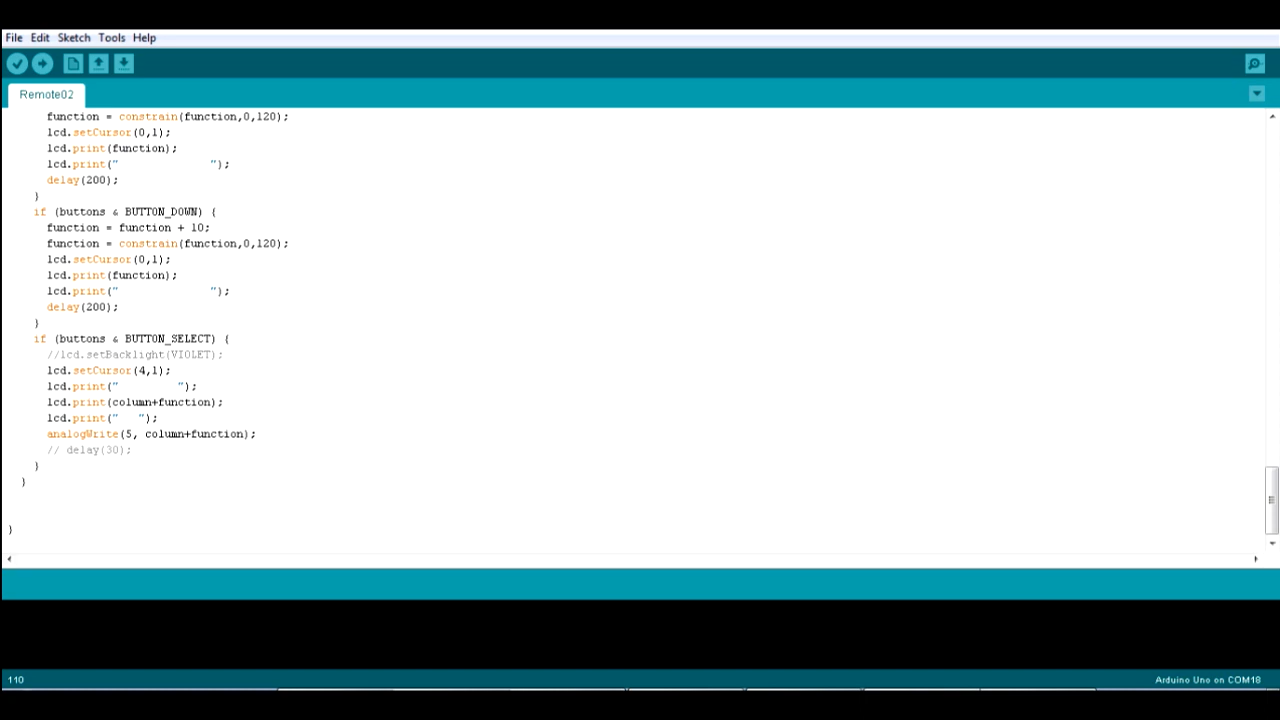 File Edit Sketch Tools Help
Remote02
function = constrain(function,0,120);
lcd.setCursor(0,1);
lcd.print(function);
lcd.print("              ");
delay(200);
}
if (buttons & BUTTON_DOWN) {
function = function + 10;
function = constrain(function,0,120);
lcd.setCursor(0,1);
lcd.print(function);
lcd.print("              ");
delay(200);
}
if (buttons & BUTTON_SELECT) {
//lcd.setBacklight(VIOLET);
lcd.setCursor(4,1);
lcd.print("         ");
lcd.print(column+function);
lcd.print("   ");
analogWrite(5, column+function);
// delay(30);
}
}
}
110
Arduino Uno on COM18